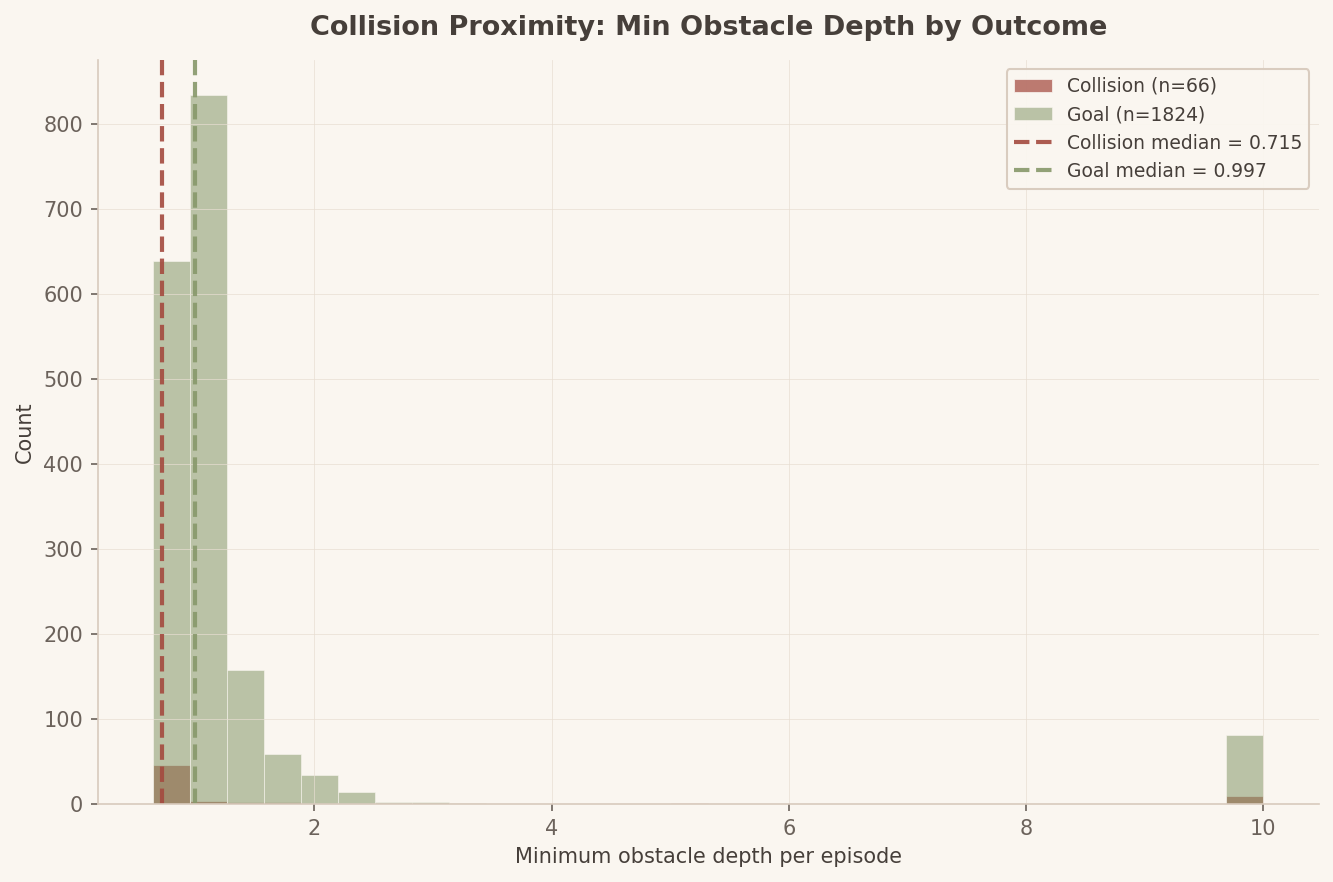 Collision Proximity: Min Obstacle Depth by Outcome
Collision (n=66)
Goal (n=1824)
Collision median = 0.715
Goal median = 0.997
Count
800
700
600
500
400
300
200
100
0
2
4
6
8
10
Minimum obstacle depth per episode